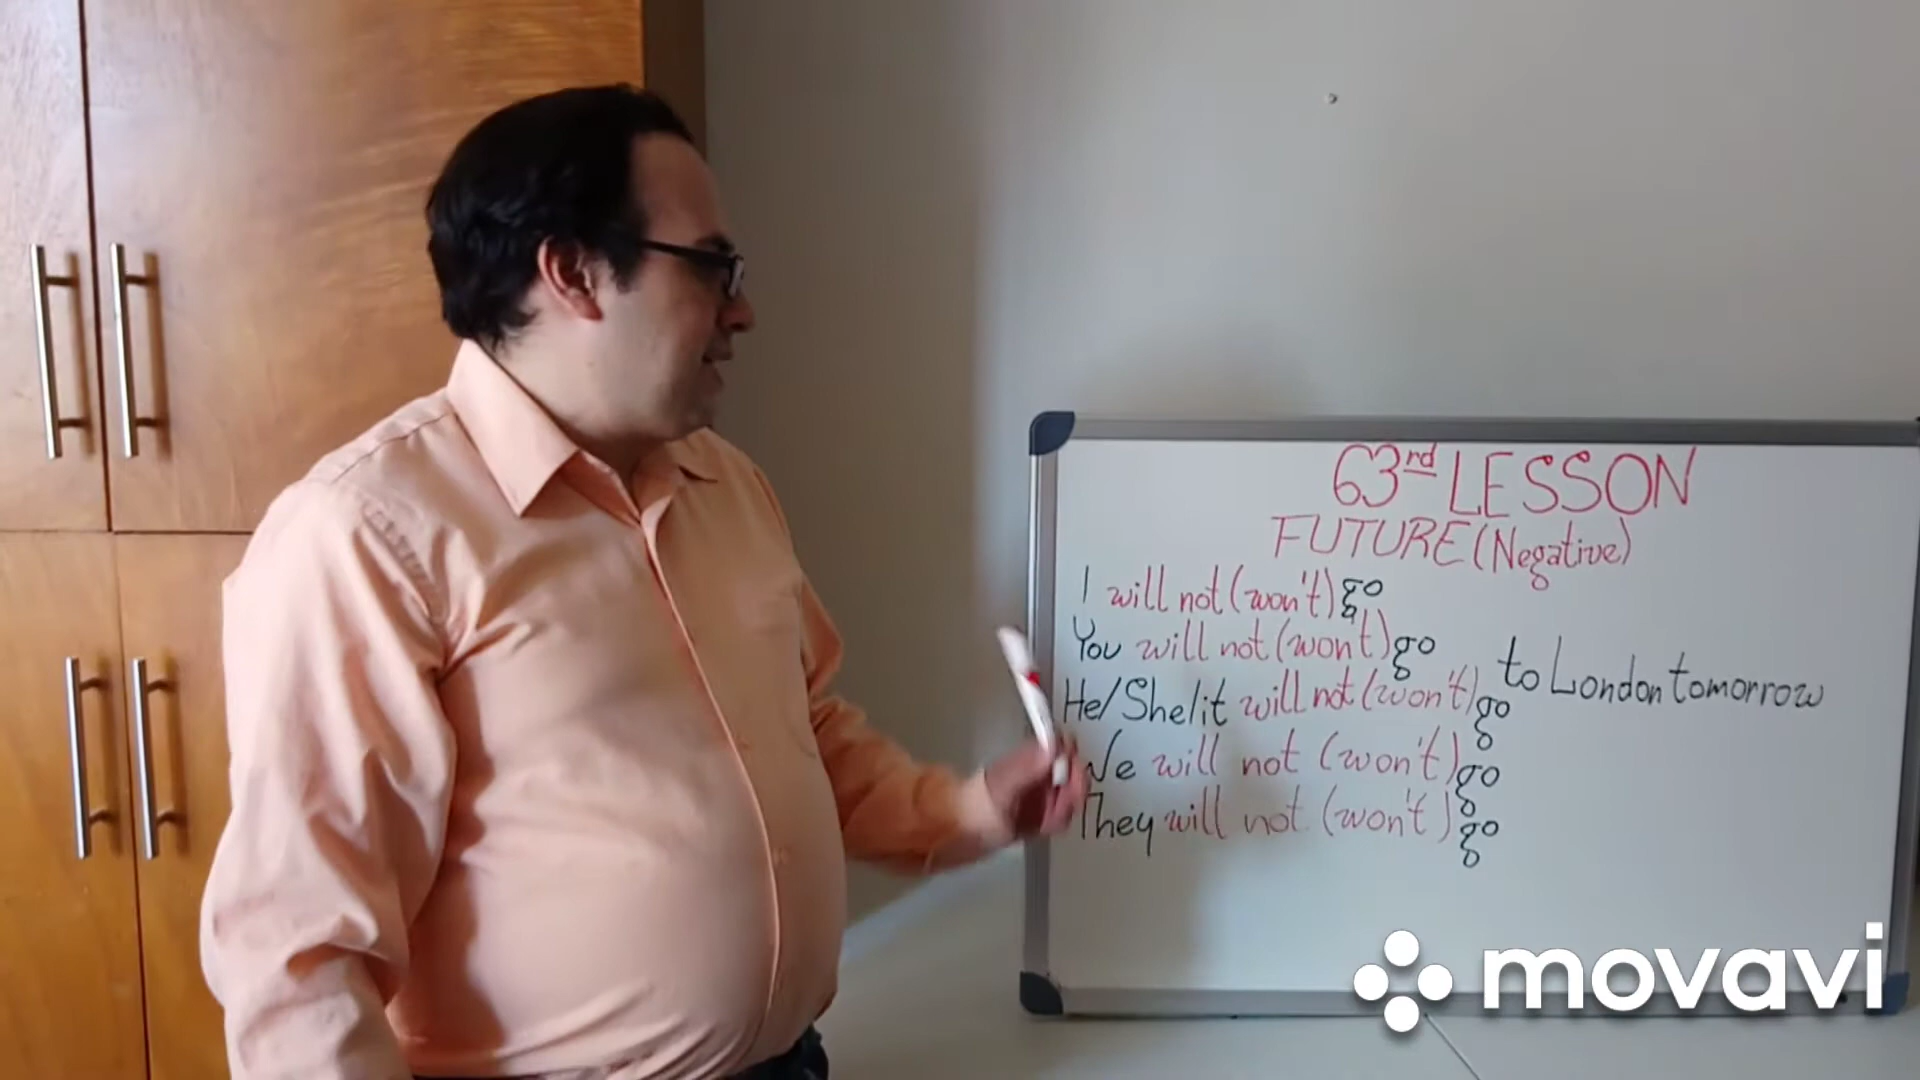 63rd LESSON
FUTURE (Negative)
I will not (won't) go
You will not (won't) go
He/She/it will not (won't) go
to London tomorrow
We will not (won't) go
They will not (won't) go
movavi